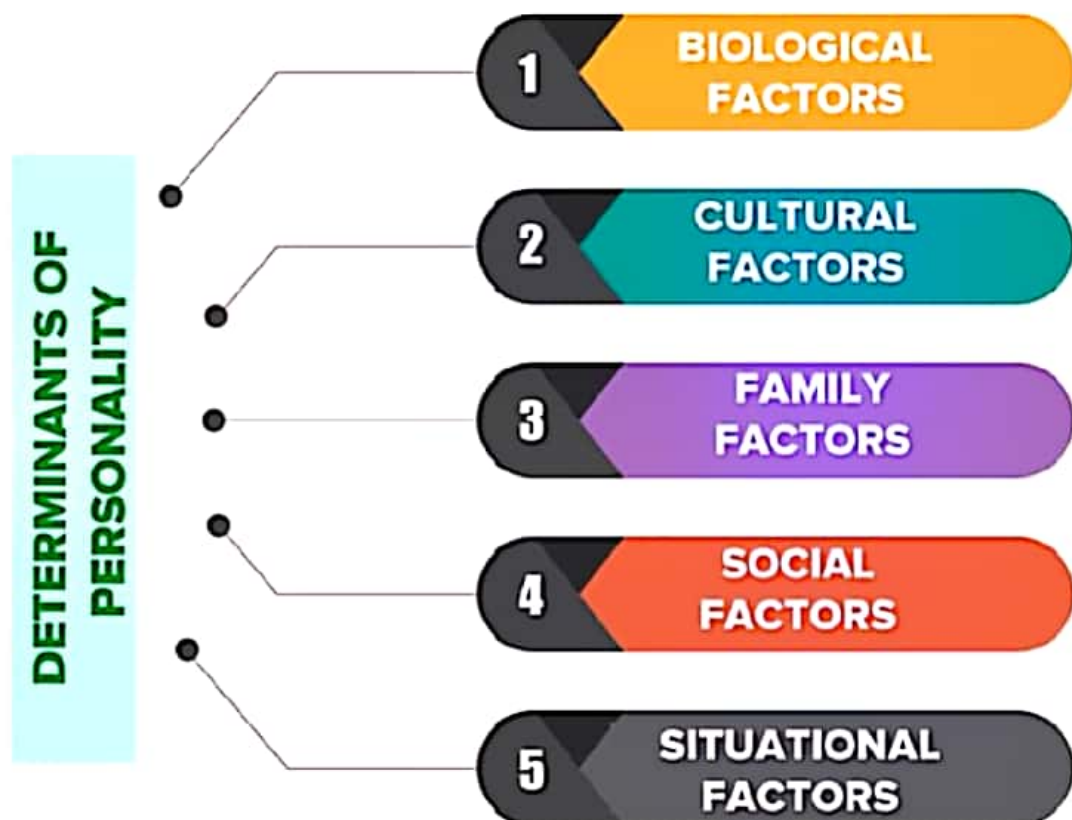 DETERMINANTS OF
PERSONALITY
1
BIOLOGICAL
FACTORS
2
CULTURAL
FACTORS
3
FAMILY
FACTORS
4
SOCIAL
FACTORS
5
SITUATIONAL
FACTORS